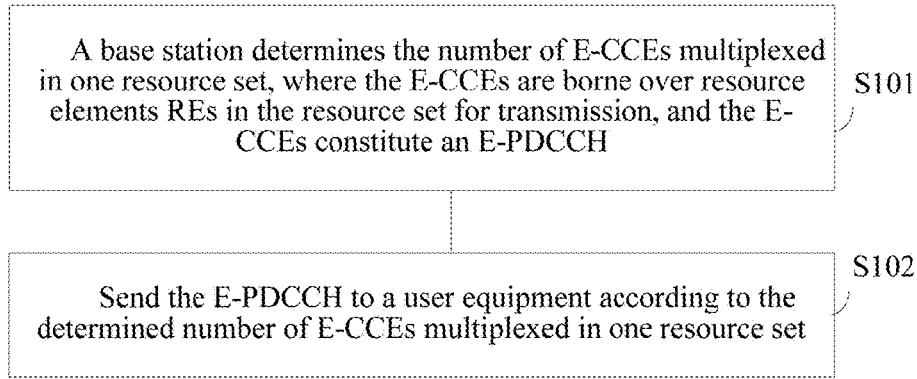 A base station determines the number of E-CCEs multiplexed
in one resource set, where the E-CCEs are borne over resource
elements REs in the resource set for transmission, and the E-
CCEs constitute an E-PDCCH
S101
S102
Send the E-PDCCH to a user equipment according to the
determined number of E-CCEs multiplexed in one resource set